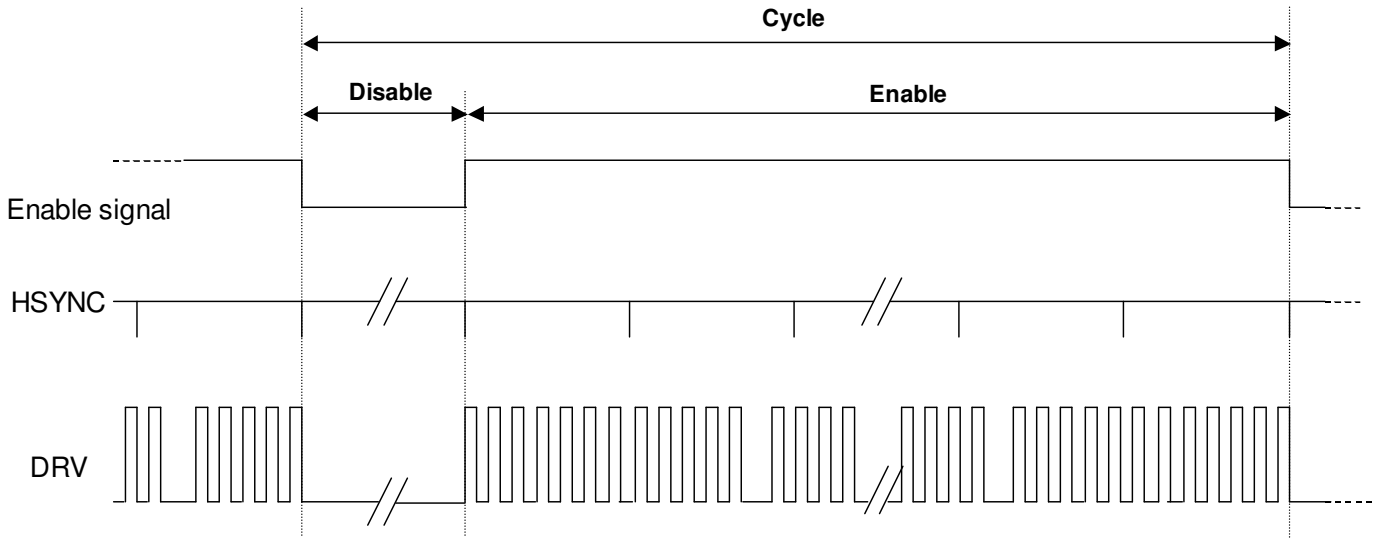 Cycle
Disable
Enable
Enable signal
HSYNC
DRV